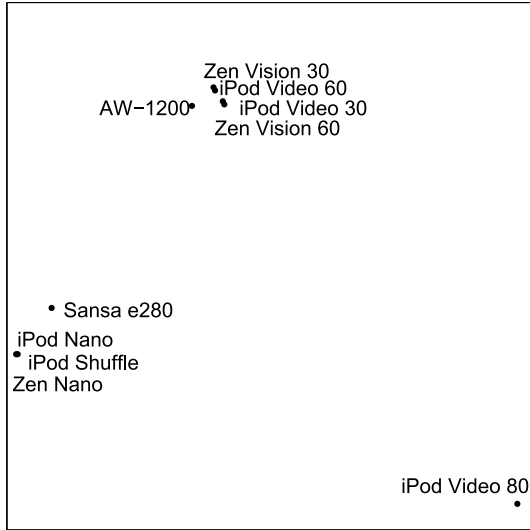 Zen Vision 30
iPod Video 60
AW−1200
iPod Video 30
Zen Vision 60
Sansa e280
iPod Nano
iPod Shuffle
Zen Nano
iPod Video 80